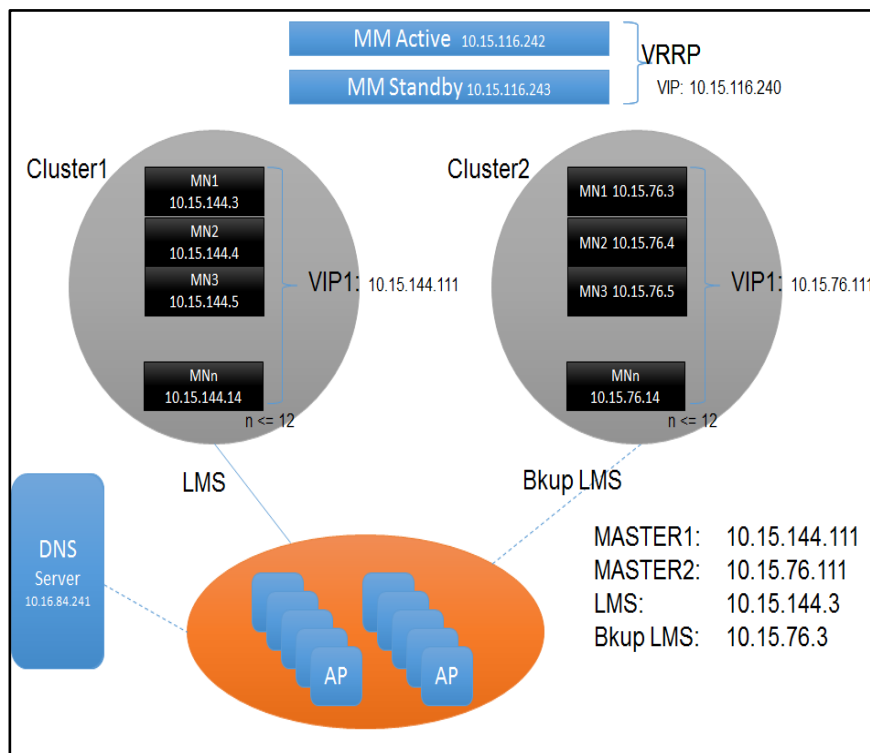 MM Active 10.15.116.242
MM Standby 10.15.116.243
VRRP
VIP: 10.15.116.240
Cluster1
MN1
10.15.144.3
MN2
10.15.144.4
MN3
10.15.144.5
MNn
10.15.144.14
n <= 12
VIP1: 10.15.144.111
Cluster2
MN1 10.15.76.3
MN2 10.15.76.4
MN3 10.15.76.5
MNn
10.15.76.14
n <= 12
VIP1: 10.15.76.111
LMS
Bkup LMS
DNS
Server
10.16.84.241
AP
AP
MASTER1: 10.15.144.111
MASTER2: 10.15.76.111
LMS: 10.15.144.3
Bkup LMS: 10.15.76.3